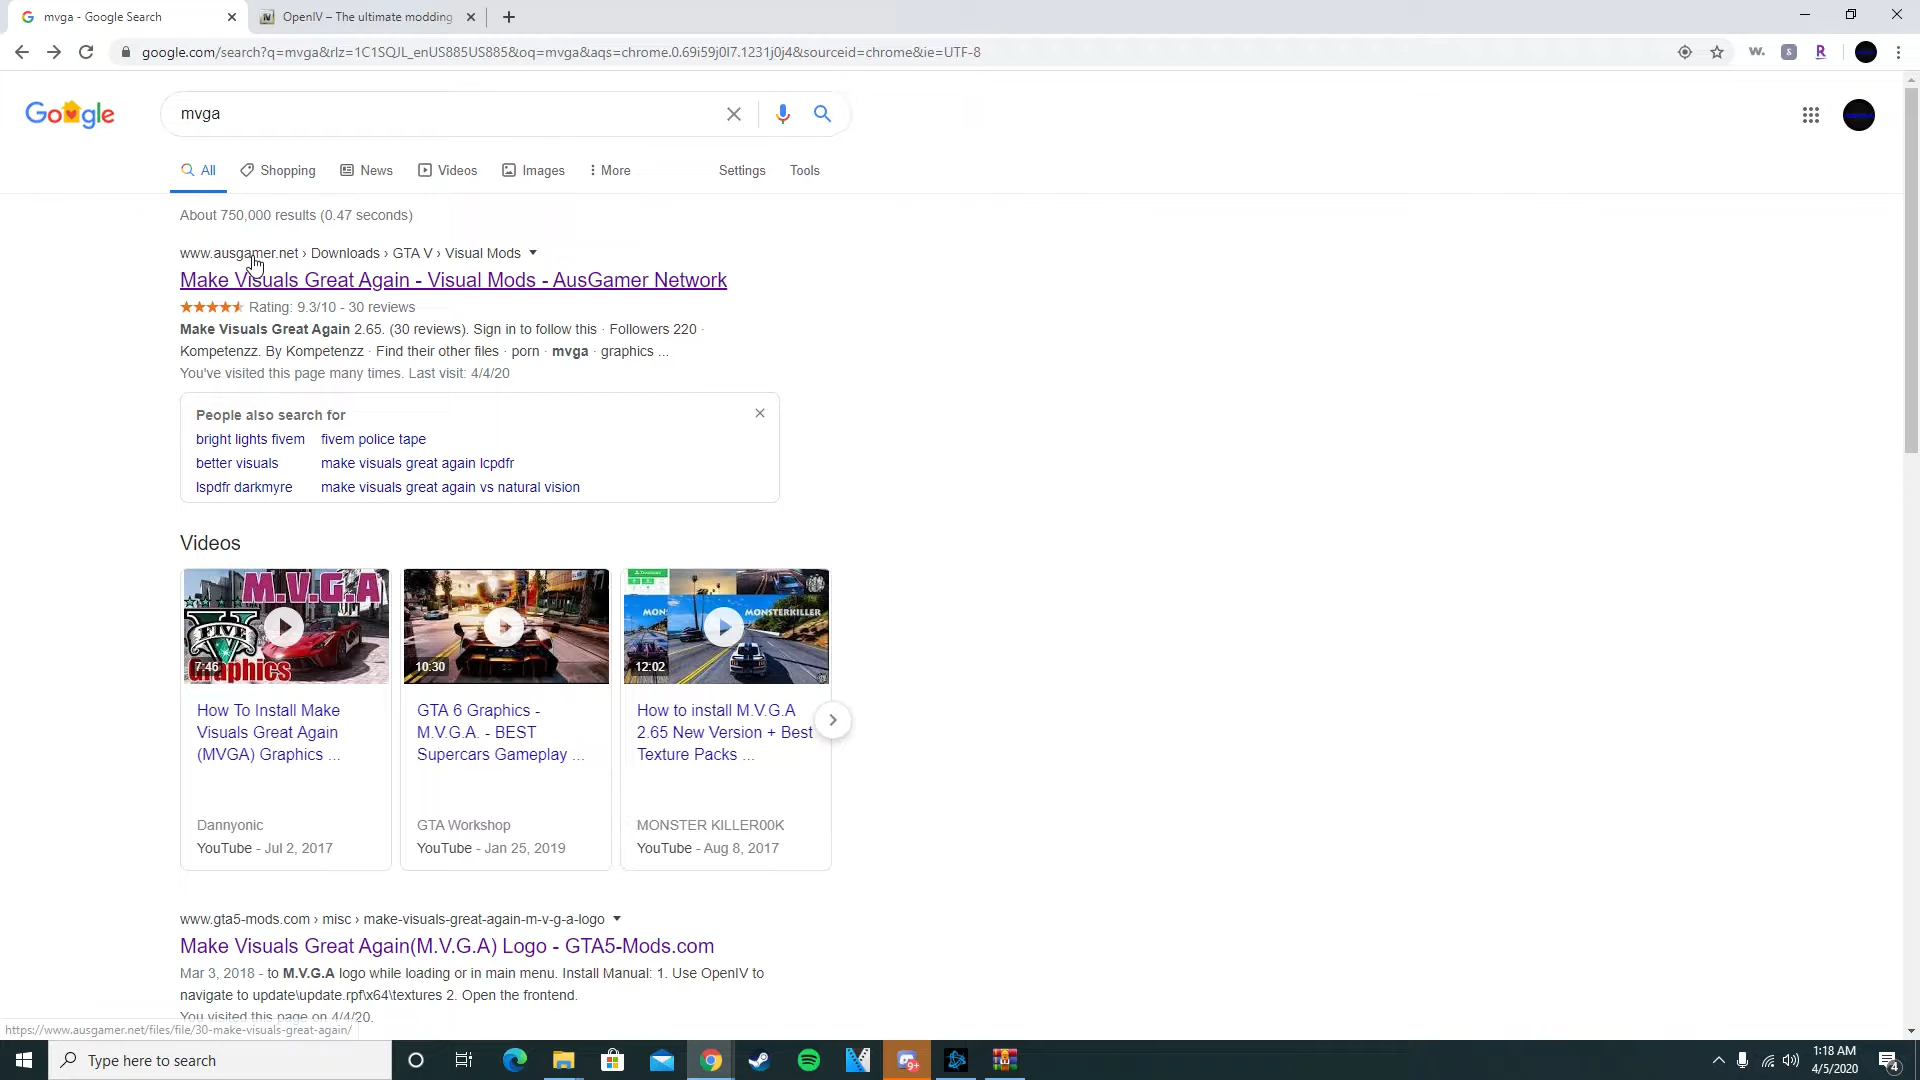 mvga - Google Search
OpenIV – The ultimate modding
google.com/search?q=mvga&rlz=1C1SQJL_enUS885US885&oq=mvga&aqs=chrome.0.69i59j0l7.1231j0j4&sourceid=chrome&ie=UTF-8
Google
mvga
All
Shopping
News
Videos
Images
More
Settings
Tools
About 750,000 results (0.47 seconds)
www.ausgamer.net › Downloads › GTA V › Visual Mods
Make Visuals Great Again - Visual Mods - AusGamer Network
Rating: 9.3/10 - 30 reviews
Make Visuals Great Again 2.65. (30 reviews). Sign in to follow this · Followers 220 ·
Kompetenzz. By Kompetenzz · Find their other files · porn · mvga · graphics ...
You've visited this page many times. Last visit: 4/4/20
People also search for
bright lights fivem
fivem police tape
better visuals
make visuals great again lcpdfr
lspdfr darkmyre
make visuals great again vs natural vision
Videos
M.V.G.A
V
FIVE
Graphics
7:46
10:30
MONSTERKILLER
12:02
How To Install Make
Visuals Great Again
(MVGA) Graphics ...
GTA 6 Graphics -
M.V.G.A. - BEST
Supercars Gameplay ...
How to install M.V.G.A
2.65 New Version + Best
Texture Packs ...
Dannyonic
YouTube - Jul 2, 2017
GTA Workshop
YouTube - Jan 25, 2019
MONSTER KILLER00K
YouTube - Aug 8, 2017
www.gta5-mods.com › misc › make-visuals-great-again-m-v-g-a-logo
Make Visuals Great Again(M.V.G.A) Logo - GTA5-Mods.com
Mar 3, 2018 - to M.V.G.A logo while loading or in main menu. Install Manual: 1. Use OpenIV to
navigate to update\update.rpf\x64\textures 2. Open the frontend.
You visited this page on 4/4/20.
https://www.ausgamer.net/files/file/30-make-visuals-great-again/
Type here to search
9+
1:18 AM
4/5/2020
4